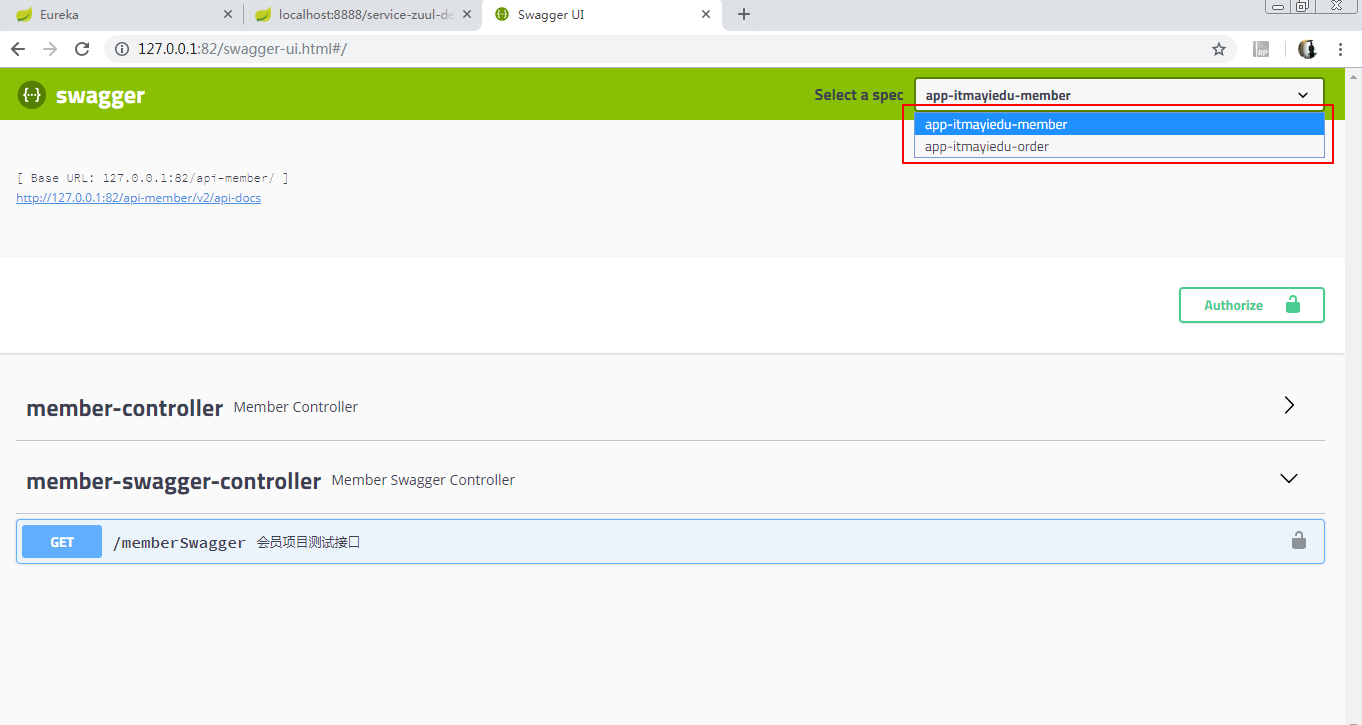 Eureka
localhost:8888/service-zuul-de
Swagger UI
127.0.0.1:82/swagger-ui.html#/
RP
{··}
swagger
Select a spec
app-itmayiedu-member
app-itmayiedu-member
app-itmayiedu-order
[ Base URL: 127.0.0.1:82/api-member/ ]
http://127.0.0.1:82/api-member/v2/api-docs
Authorize
member-controller Member Controller
member-swagger-controller Member Swagger Controller
GET /memberSwagger 会员项目测试接口